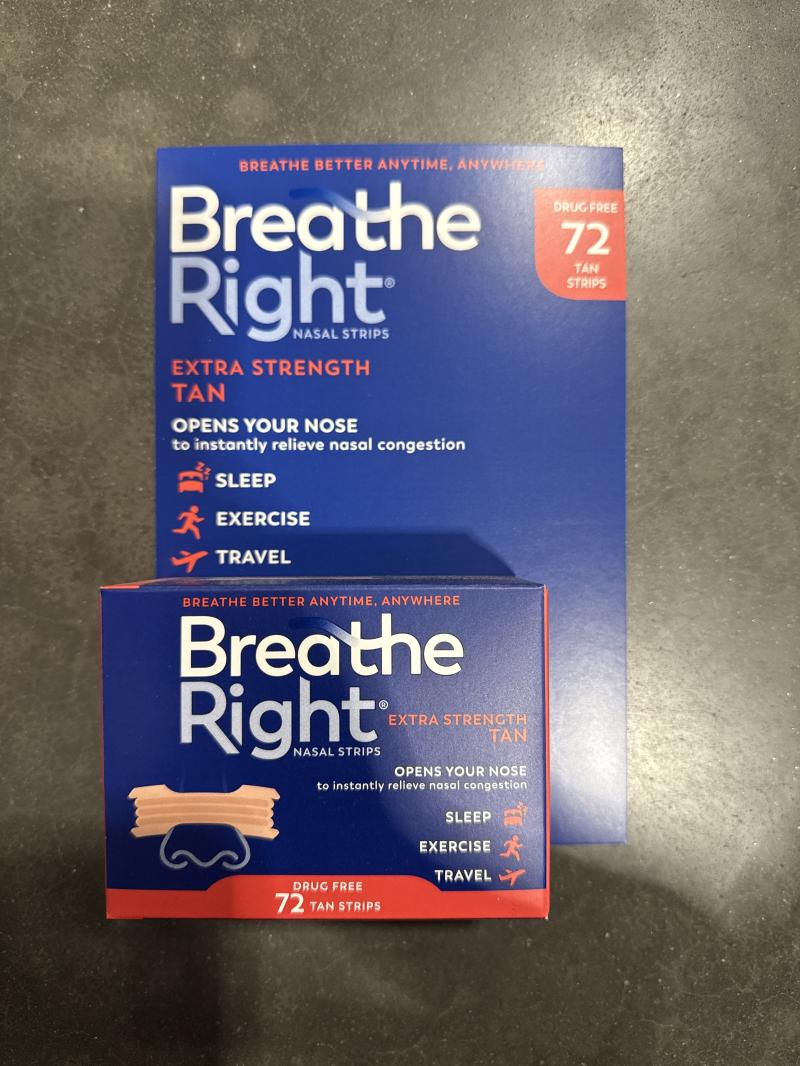 BREATHE BETTER ANYTIME, ANYWHERE
Breathe
Right®
NASAL STRIPS
DRUG FREE
72
TAN
STRIPS
EXTRA STRENGTH
TAN
OPENS YOUR NOSE
to instantly relieve nasal congestion
SLEEP
EXERCISE
TRAVEL
BREATHE BETTER ANYTIME, ANYWHERE
Breathe
Right®
NASAL STRIPS
EXTRA STRENGTH
TAN
OPENS YOUR NOSE
to instantly relieve nasal congestion
SLEEP
EXERCISE
TRAVEL
DRUG FREE
72 TAN STRIPS